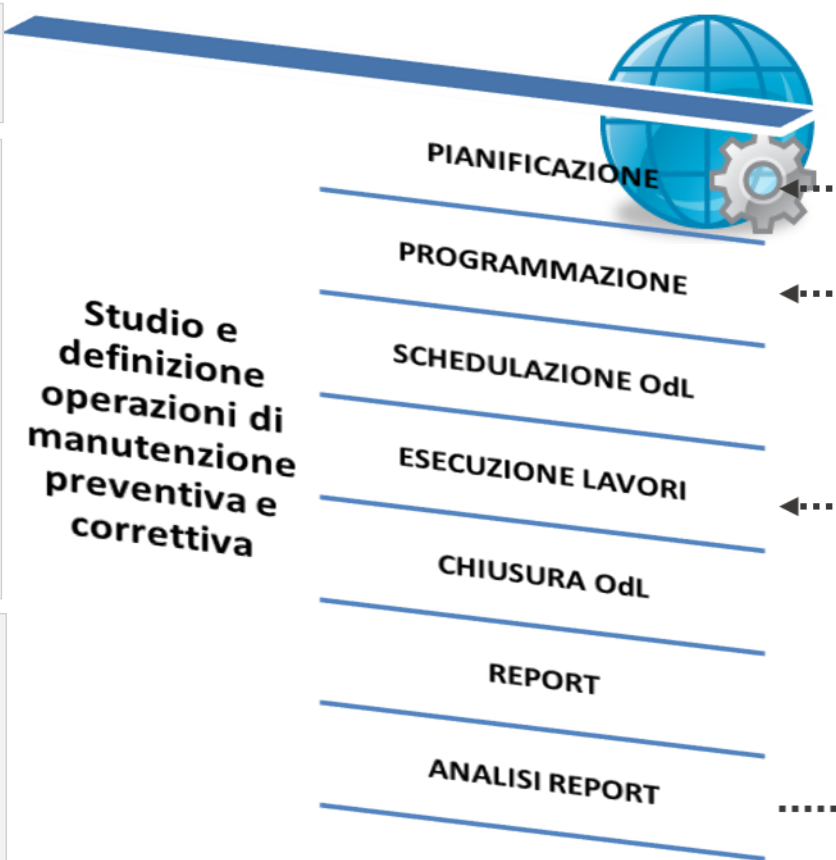 PIANIFICAZIONE
PROGRAMMAZIONE
SCHEDULAZIONE OdL
ESECUZIONE LAVORI
CHIUSURA OdL
REPORT
ANALISI REPORT
Studio e
definizione
operazioni di
manutenzione
preventiva e
correttiva